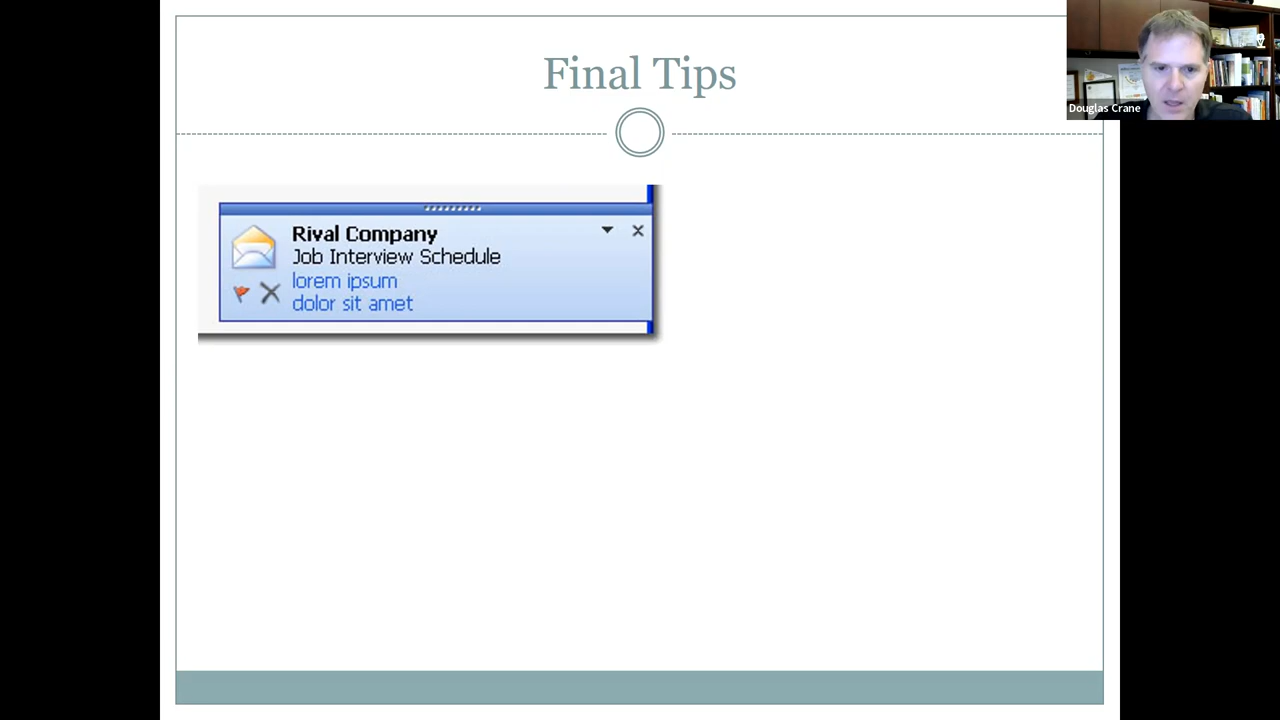 Final Tips
Douglas Crane
Rival Company
Job Interview Schedule
lorem ipsum
dolor sit amet